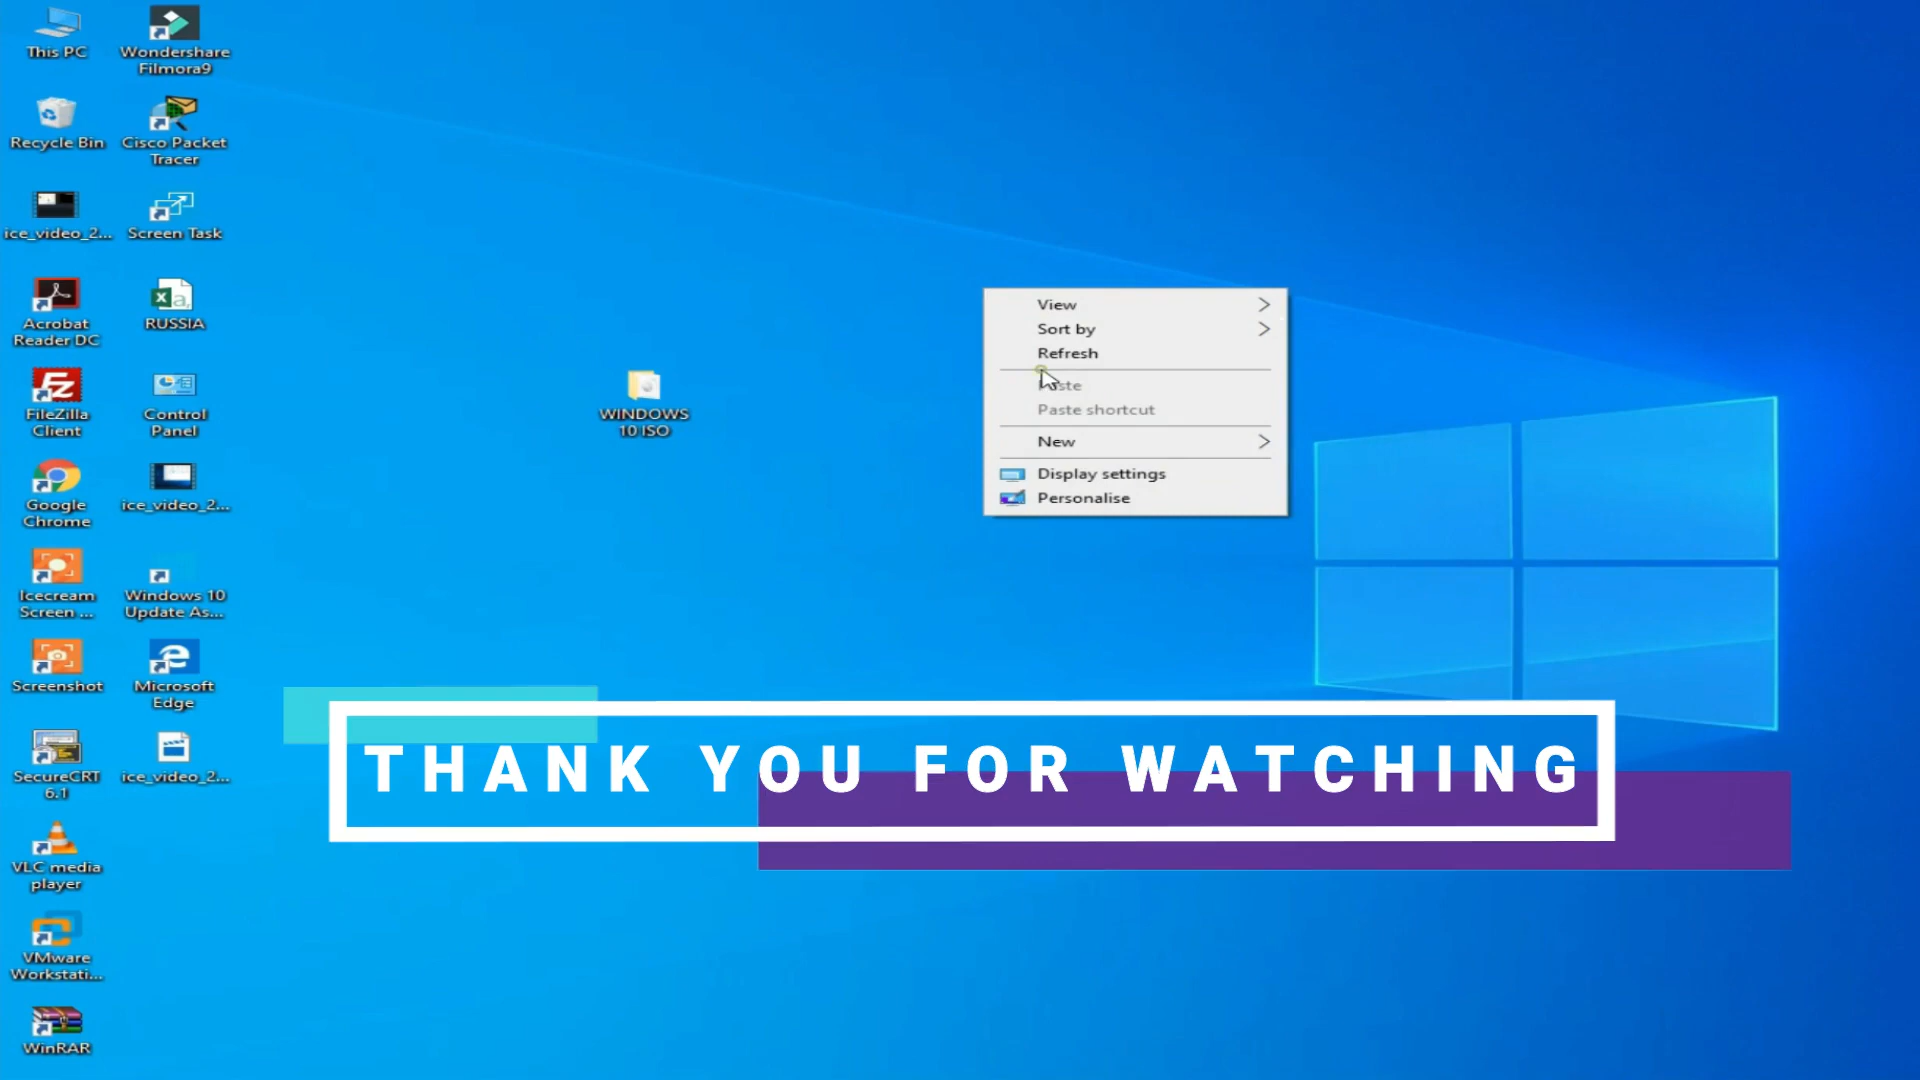 This PC
Wondershare
Filmora9
Recycle Bin
Cisco Packet
Tracer
ice_video_2...
Screen Task
Acrobat
Reader DC
RUSSIA
FileZilla
Client
Control
Panel
Google
Chrome
ice_video_2...
Icecream
Screen ...
Windows 10
Update As...
Screenshot
Microsoft
Edge
SecureCRT
6.1
ice_video_2...
VLC media
player
VMware
Workstati...
WinRAR
WINDOWS
10 ISO
View
Sort by
Refresh
Paste
Paste shortcut
New
Display settings
Personalise
THANK YOU FOR WATCHING